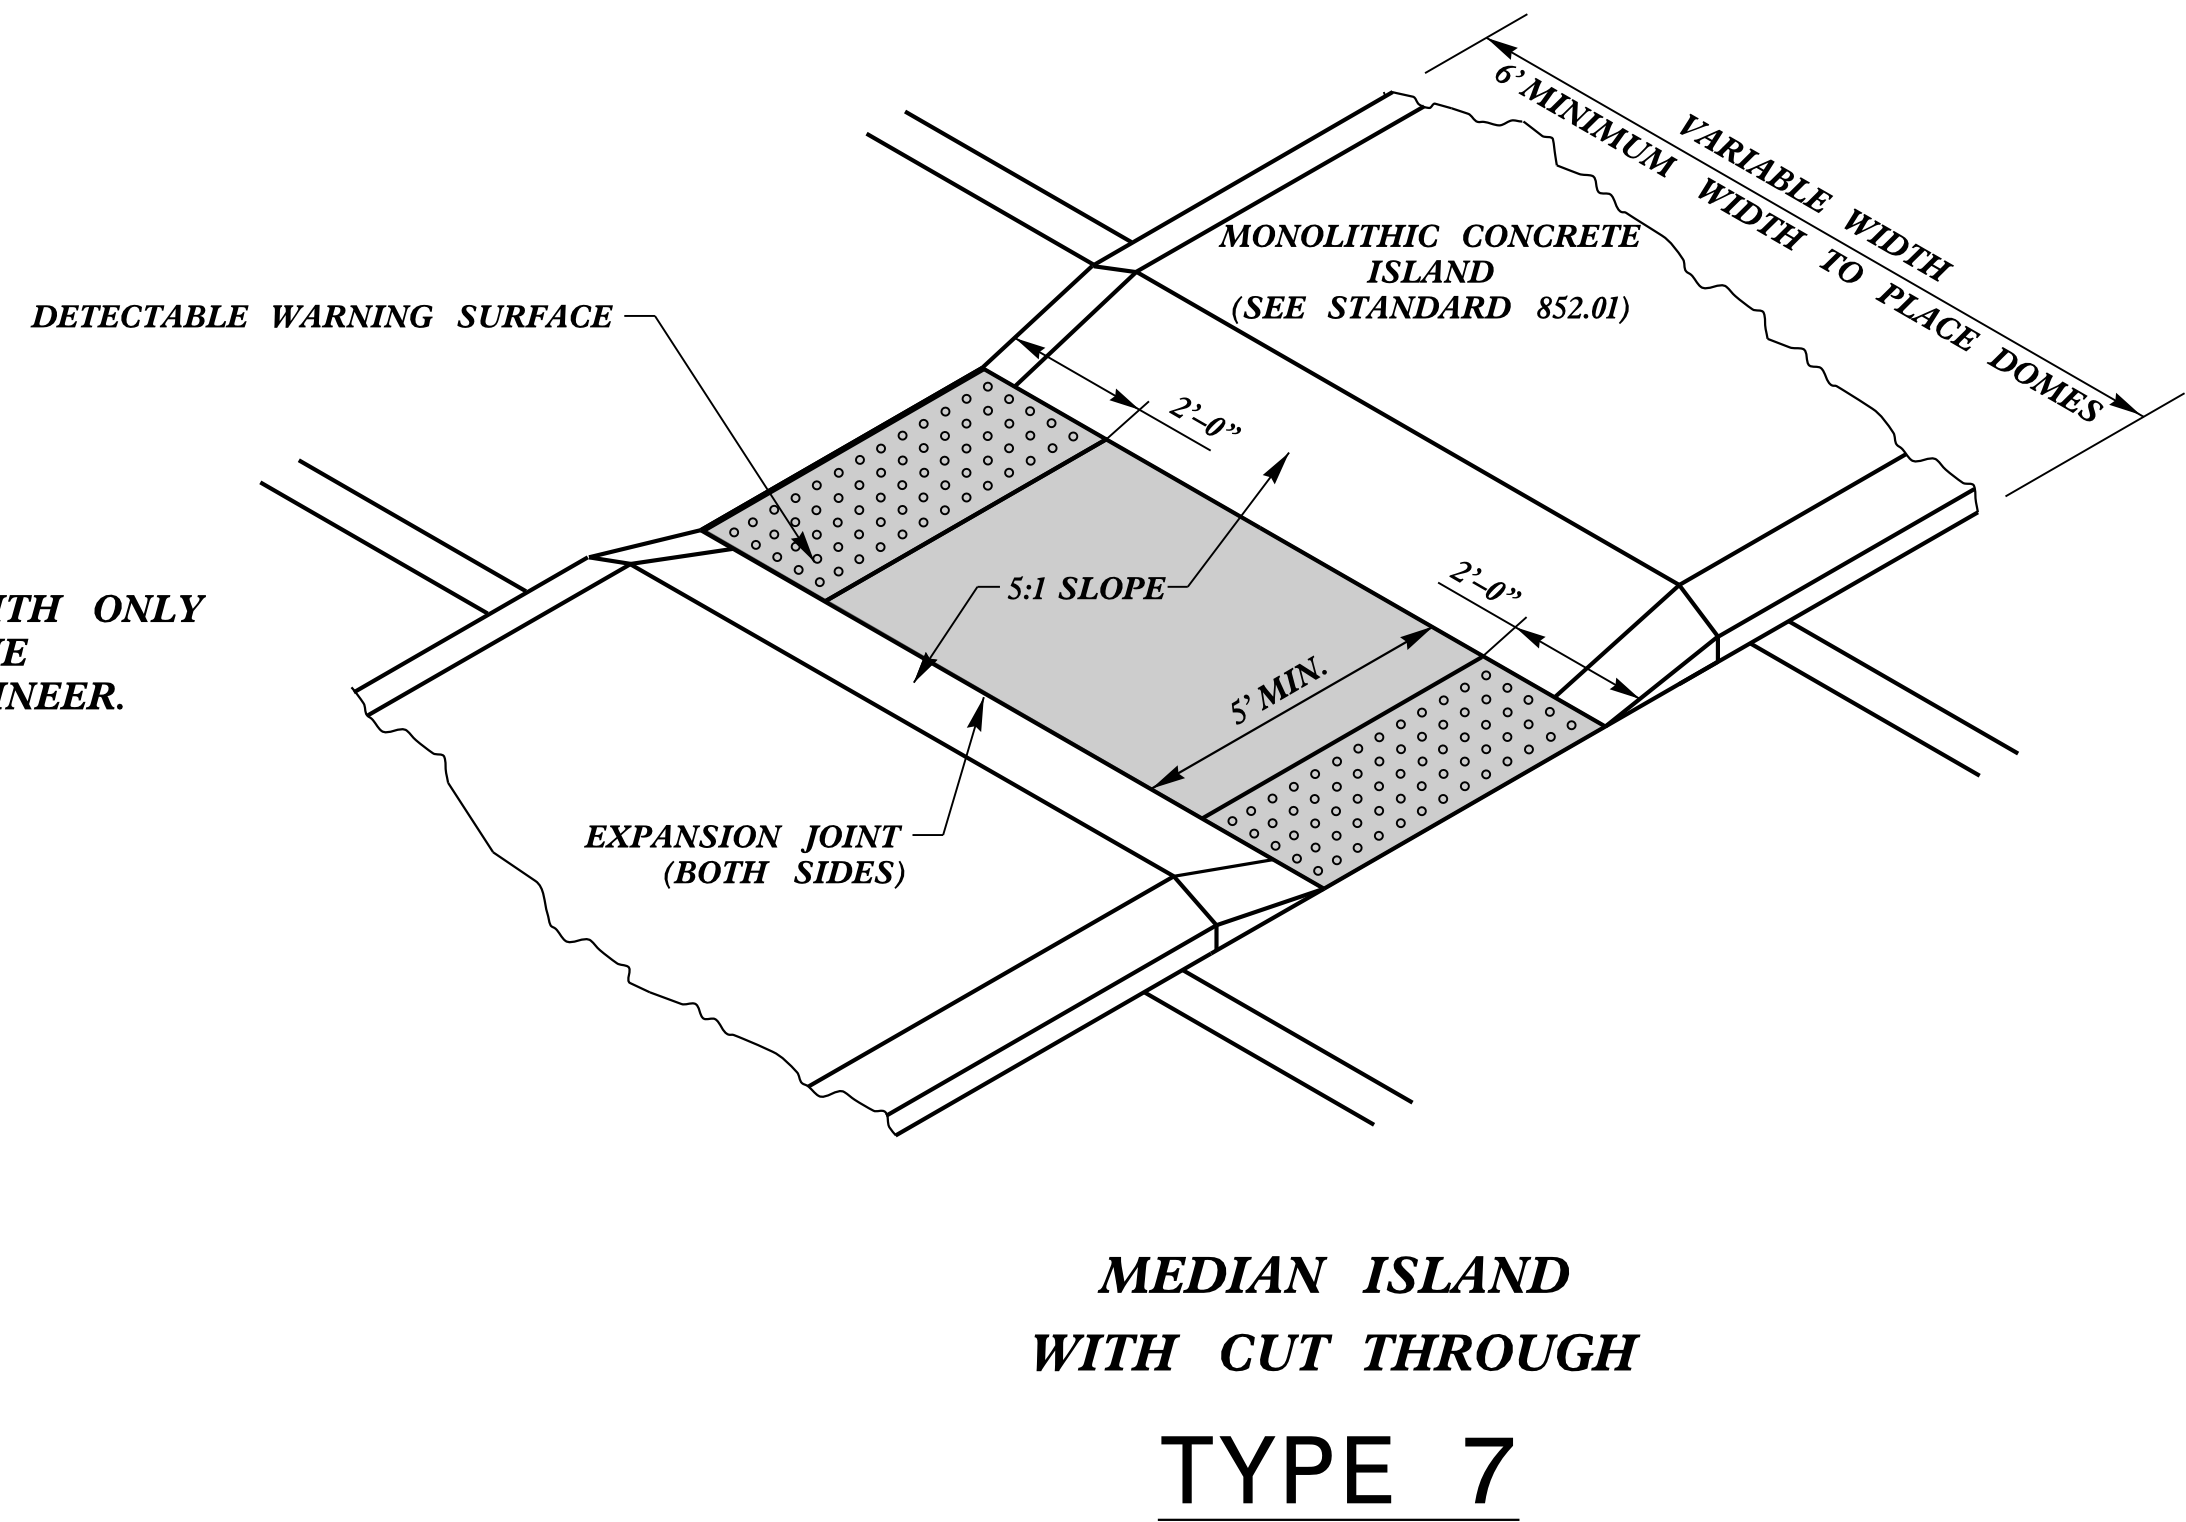 VARIABLE WIDTH
6' MINIMUM WIDTH TO PLACE DOMES
MONOLITHIC CONCRETE
ISLAND
(SEE STANDARD 852.01)
DETECTABLE WARNING SURFACE
2'-0"
5:1 SLOPE
2'-0"
ONLY
INEER.
5' MIN.
EXPANSION JOINT
(BOTH SIDES)
MEDIAN ISLAND
WITH CUT THROUGH
TYPE 7